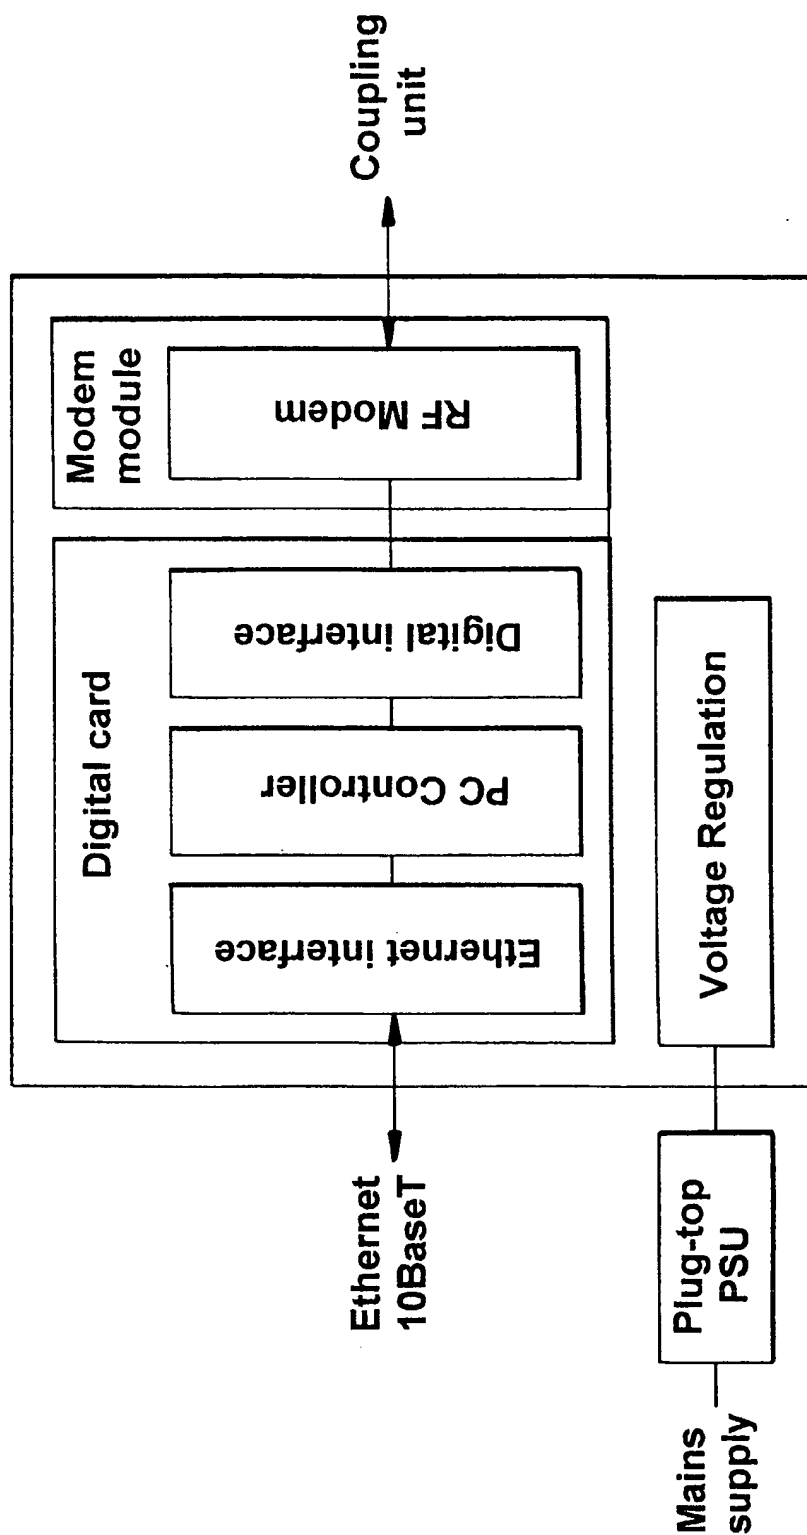 Digital card
Modem
module
Ethernet interface
PC Controller
Digital interface
RF Modem
Ethernet
10BaseT
Coupling
unit
Mains
supply
Plug-top
PSU
Voltage Regulation